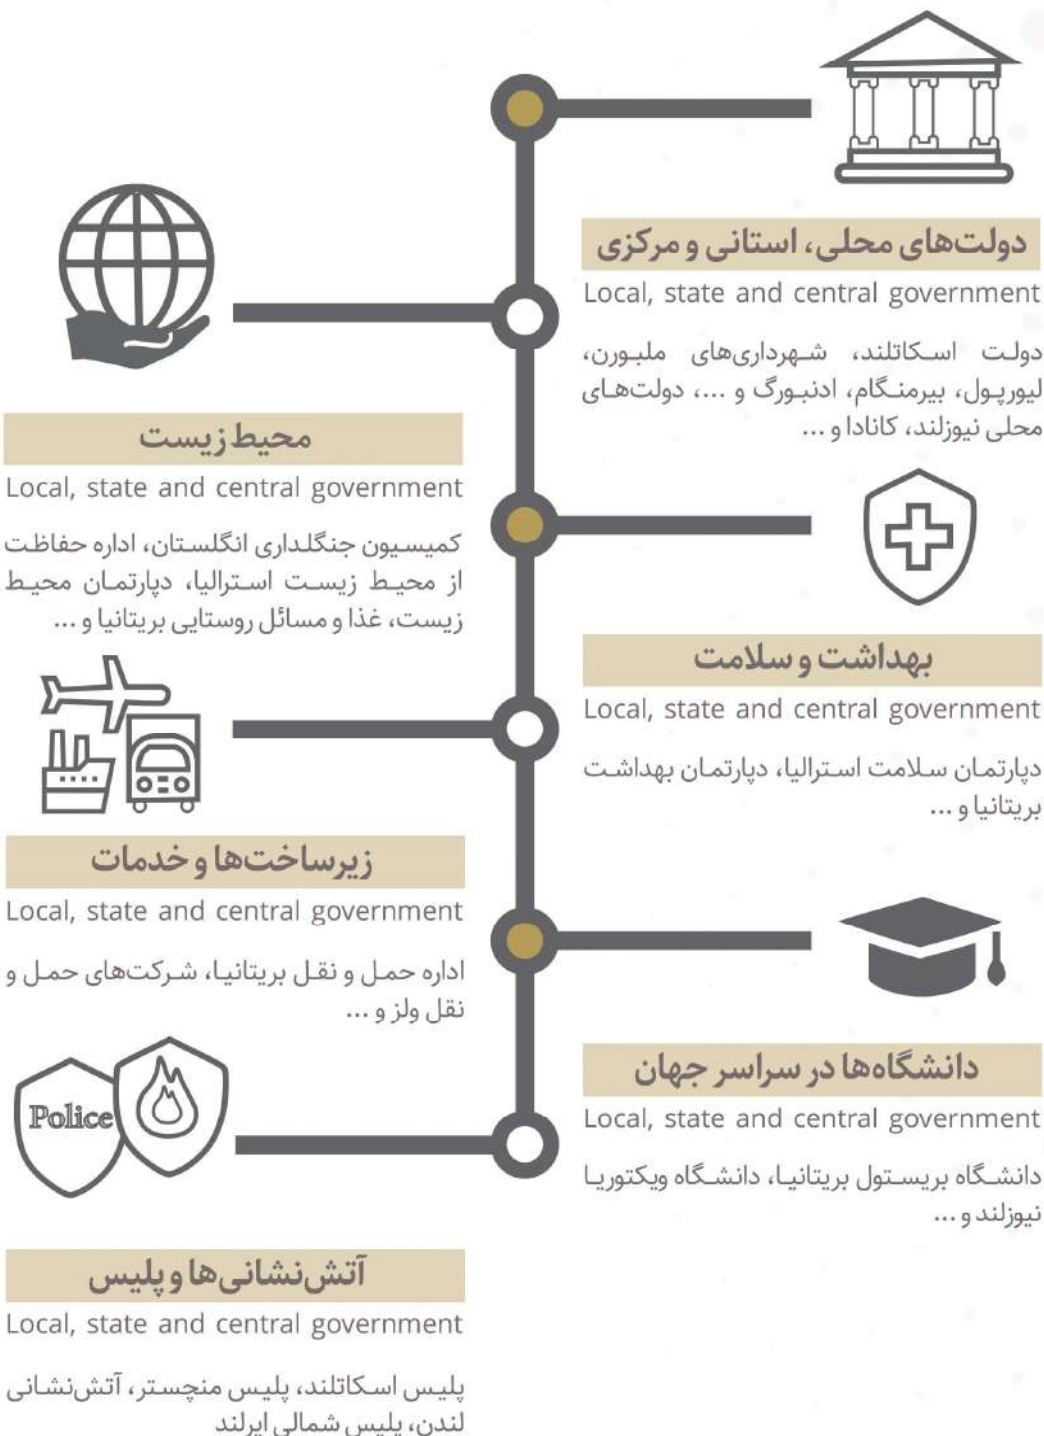 دولت‌های محلی، استانی و مرکزی
Local, state and central government
دولت اسکاتلند، شهرداری‌های ملبورن،
لیورپول، بیرمنگام، ادنبورگ و ...، دولت‌های
محلی نیوزلند، کانادا و ...
محیط زیست
Local, state and central government
کمیسیون جنگلداری انگلستان، اداره حفاظت
از محیط زیست استرالیا، دپارتمان محیط
زیست، غذا و مسائل روستایی بریتانیا و ...
بهداشت و سلامت
Local, state and central government
دپارتمان سلامت استرالیا، دپارتمان بهداشت
بریتانیا و ...
زیرساخت‌ها و خدمات
Local, state and central government
اداره حمل و نقل بریتانیا، شرکت‌های حمل و
نقل ولز و ...
دانشگاه‌ها در سراسر جهان
Local, state and central government
دانشگاه بریستول بریتانیا، دانشگاه ویکتوریا
نیوزلند و ...
Police
آتش‌نشانی‌ها و پلیس
Local, state and central government
پلیس اسکاتلند، پلیس منچستر، آتش‌نشانی
لندن، پلیس شمالی ایرلند